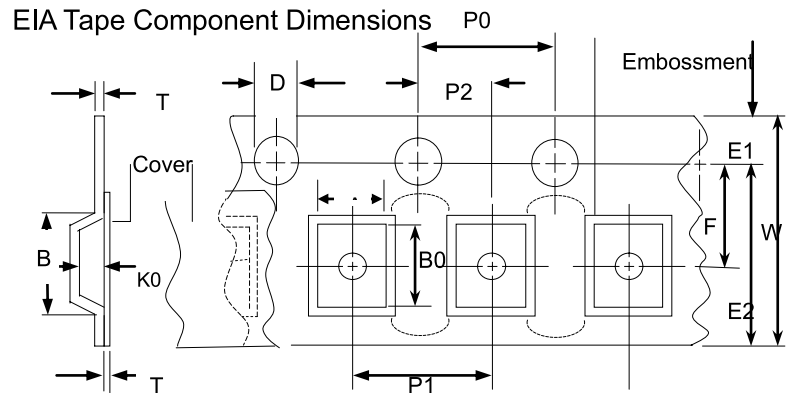 EIA Tape Component Dimensions
P0
Embossment
D
P2
T
E1
Cover
F
W
B
B0
K0
E2
P1
T